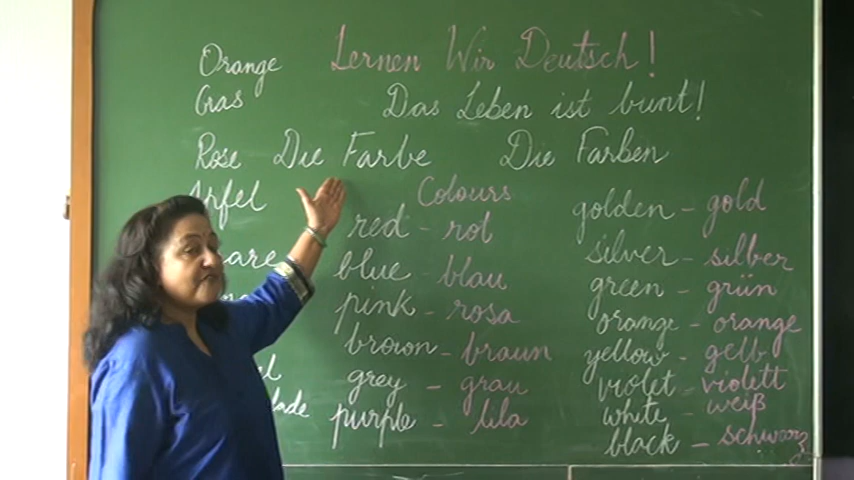 Lernen Wir Deutsch!
Orange
Gras
Das Leben ist bunt!
Rose
Die Farbe
Die Farben
Apfel
Colours
red - rot
blue - blau
pink - rosa
brown - braun
grey - grau
purple - lila
golden - gold
silver - silber
green - grün
orange - orange
yellow - gelb
violet - violett
white - weiß
black - schwarz